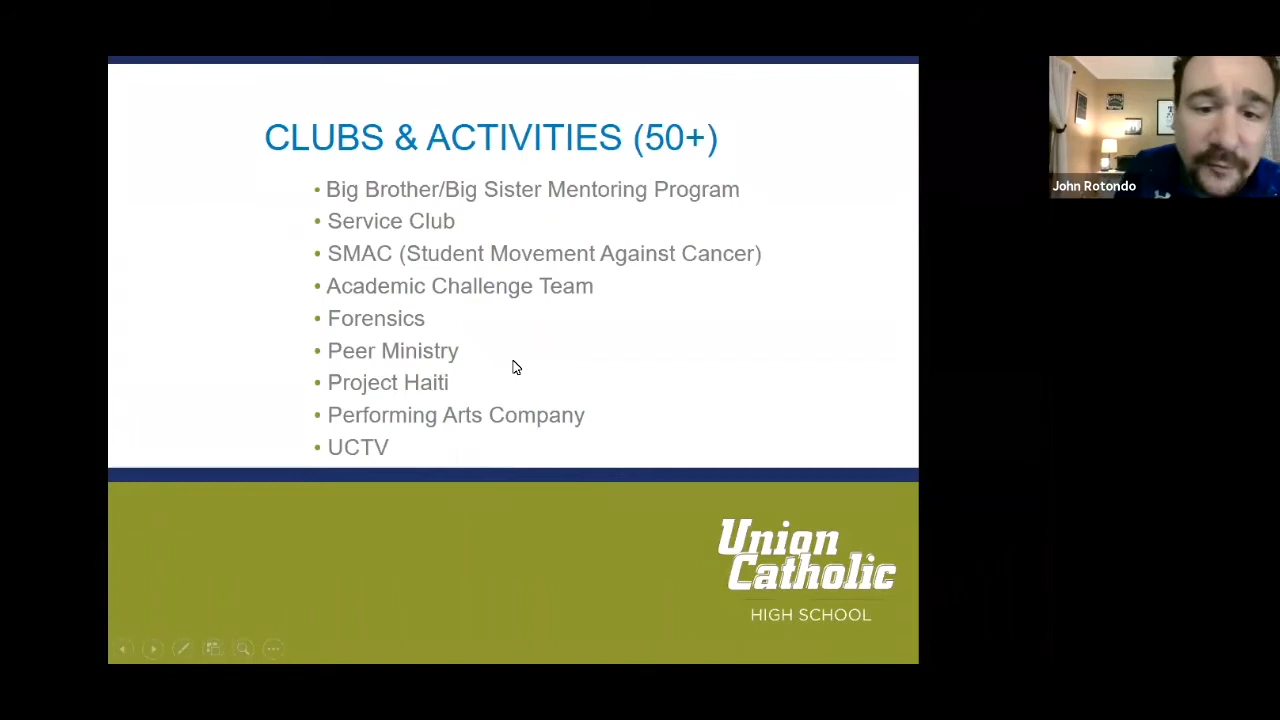 CLUBS & ACTIVITIES (50+)
• Big Brother/Big Sister Mentoring Program
• Service Club
• SMAC (Student Movement Against Cancer)
• Academic Challenge Team
• Forensics
• Peer Ministry
• Project Haiti
• Performing Arts Company
• UCTV
Union
Catholic
HIGH SCHOOL
John Rotondo